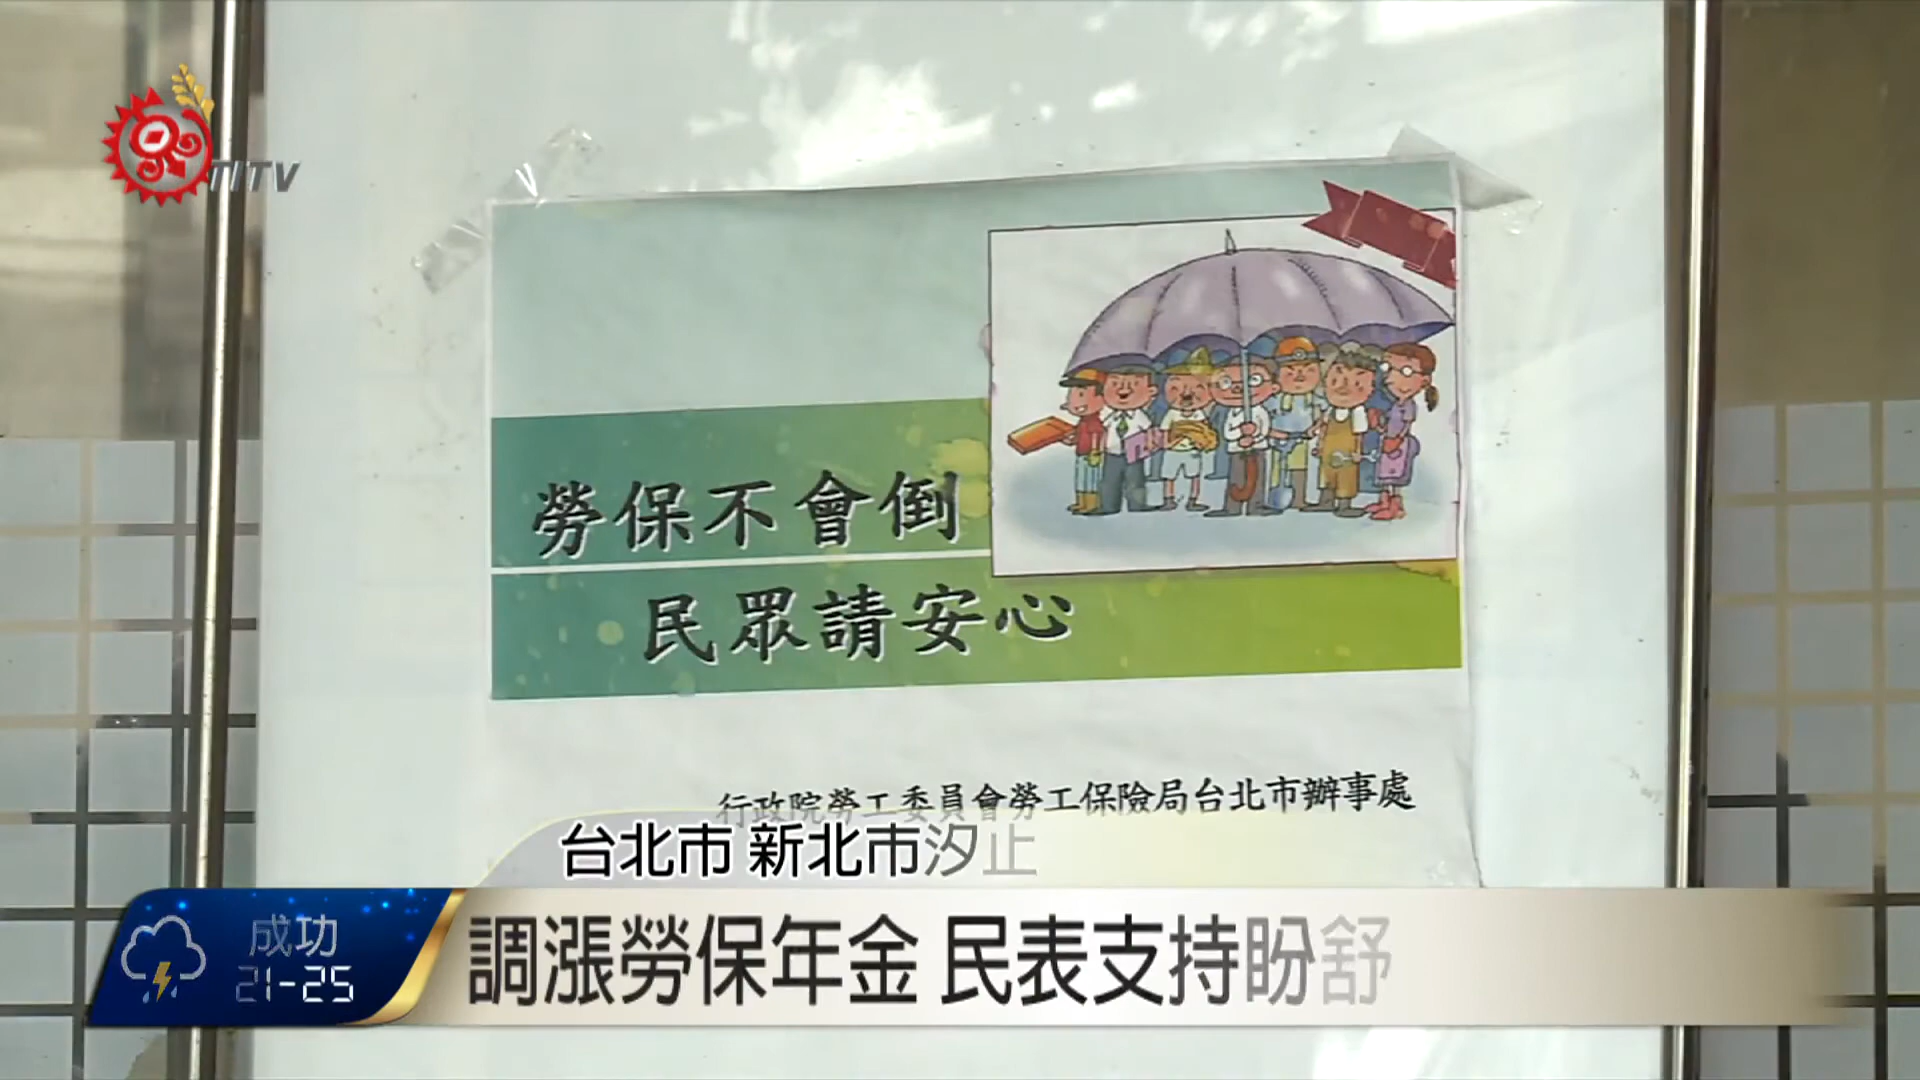 TITV
勞保不會倒
民眾請安心
行政院勞工委員會勞工保險局台北市辦事處
台北市 新北市汐止
成功
21-25
調漲勞保年金 民表支持盼舒